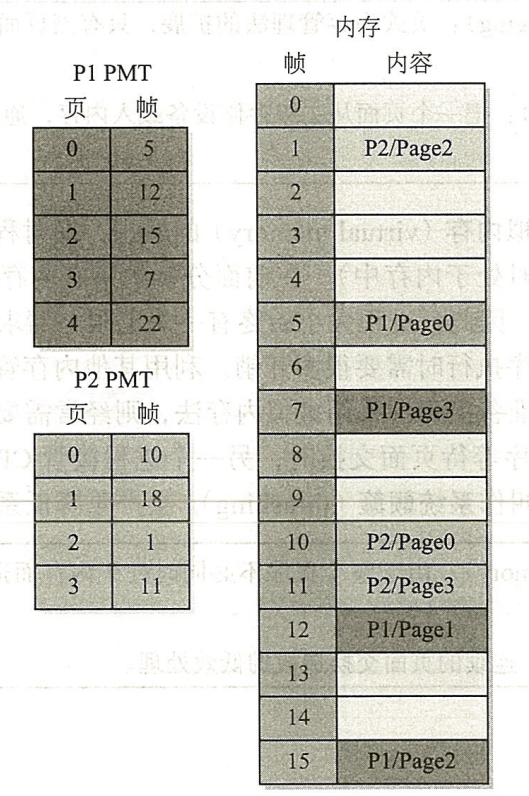 P1 PMT
页 帧
0 5
1 12
2 15
3 7
4 22
P2 PMT
页 帧
0 10
1 18
2 1
3 11
内存
帧 内容
0
1 P2/Page2
2
3
4
5 P1/Page0
6
7 P1/Page3
8
9
10 P2/Page0
11 P2/Page3
12 P1/Page1
13
14
15 P1/Page2